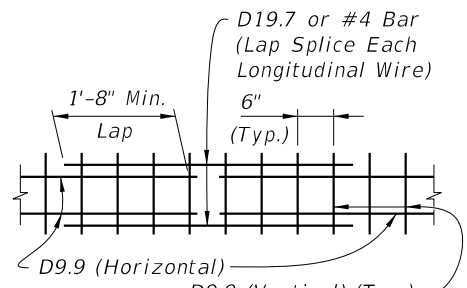 D19.7 or #4 Bar
(Lap Splice Each
Longitudinal Wire)
1'-8" Min.
Lap
6"
(Typ.)
D9.9 (Horizontal)